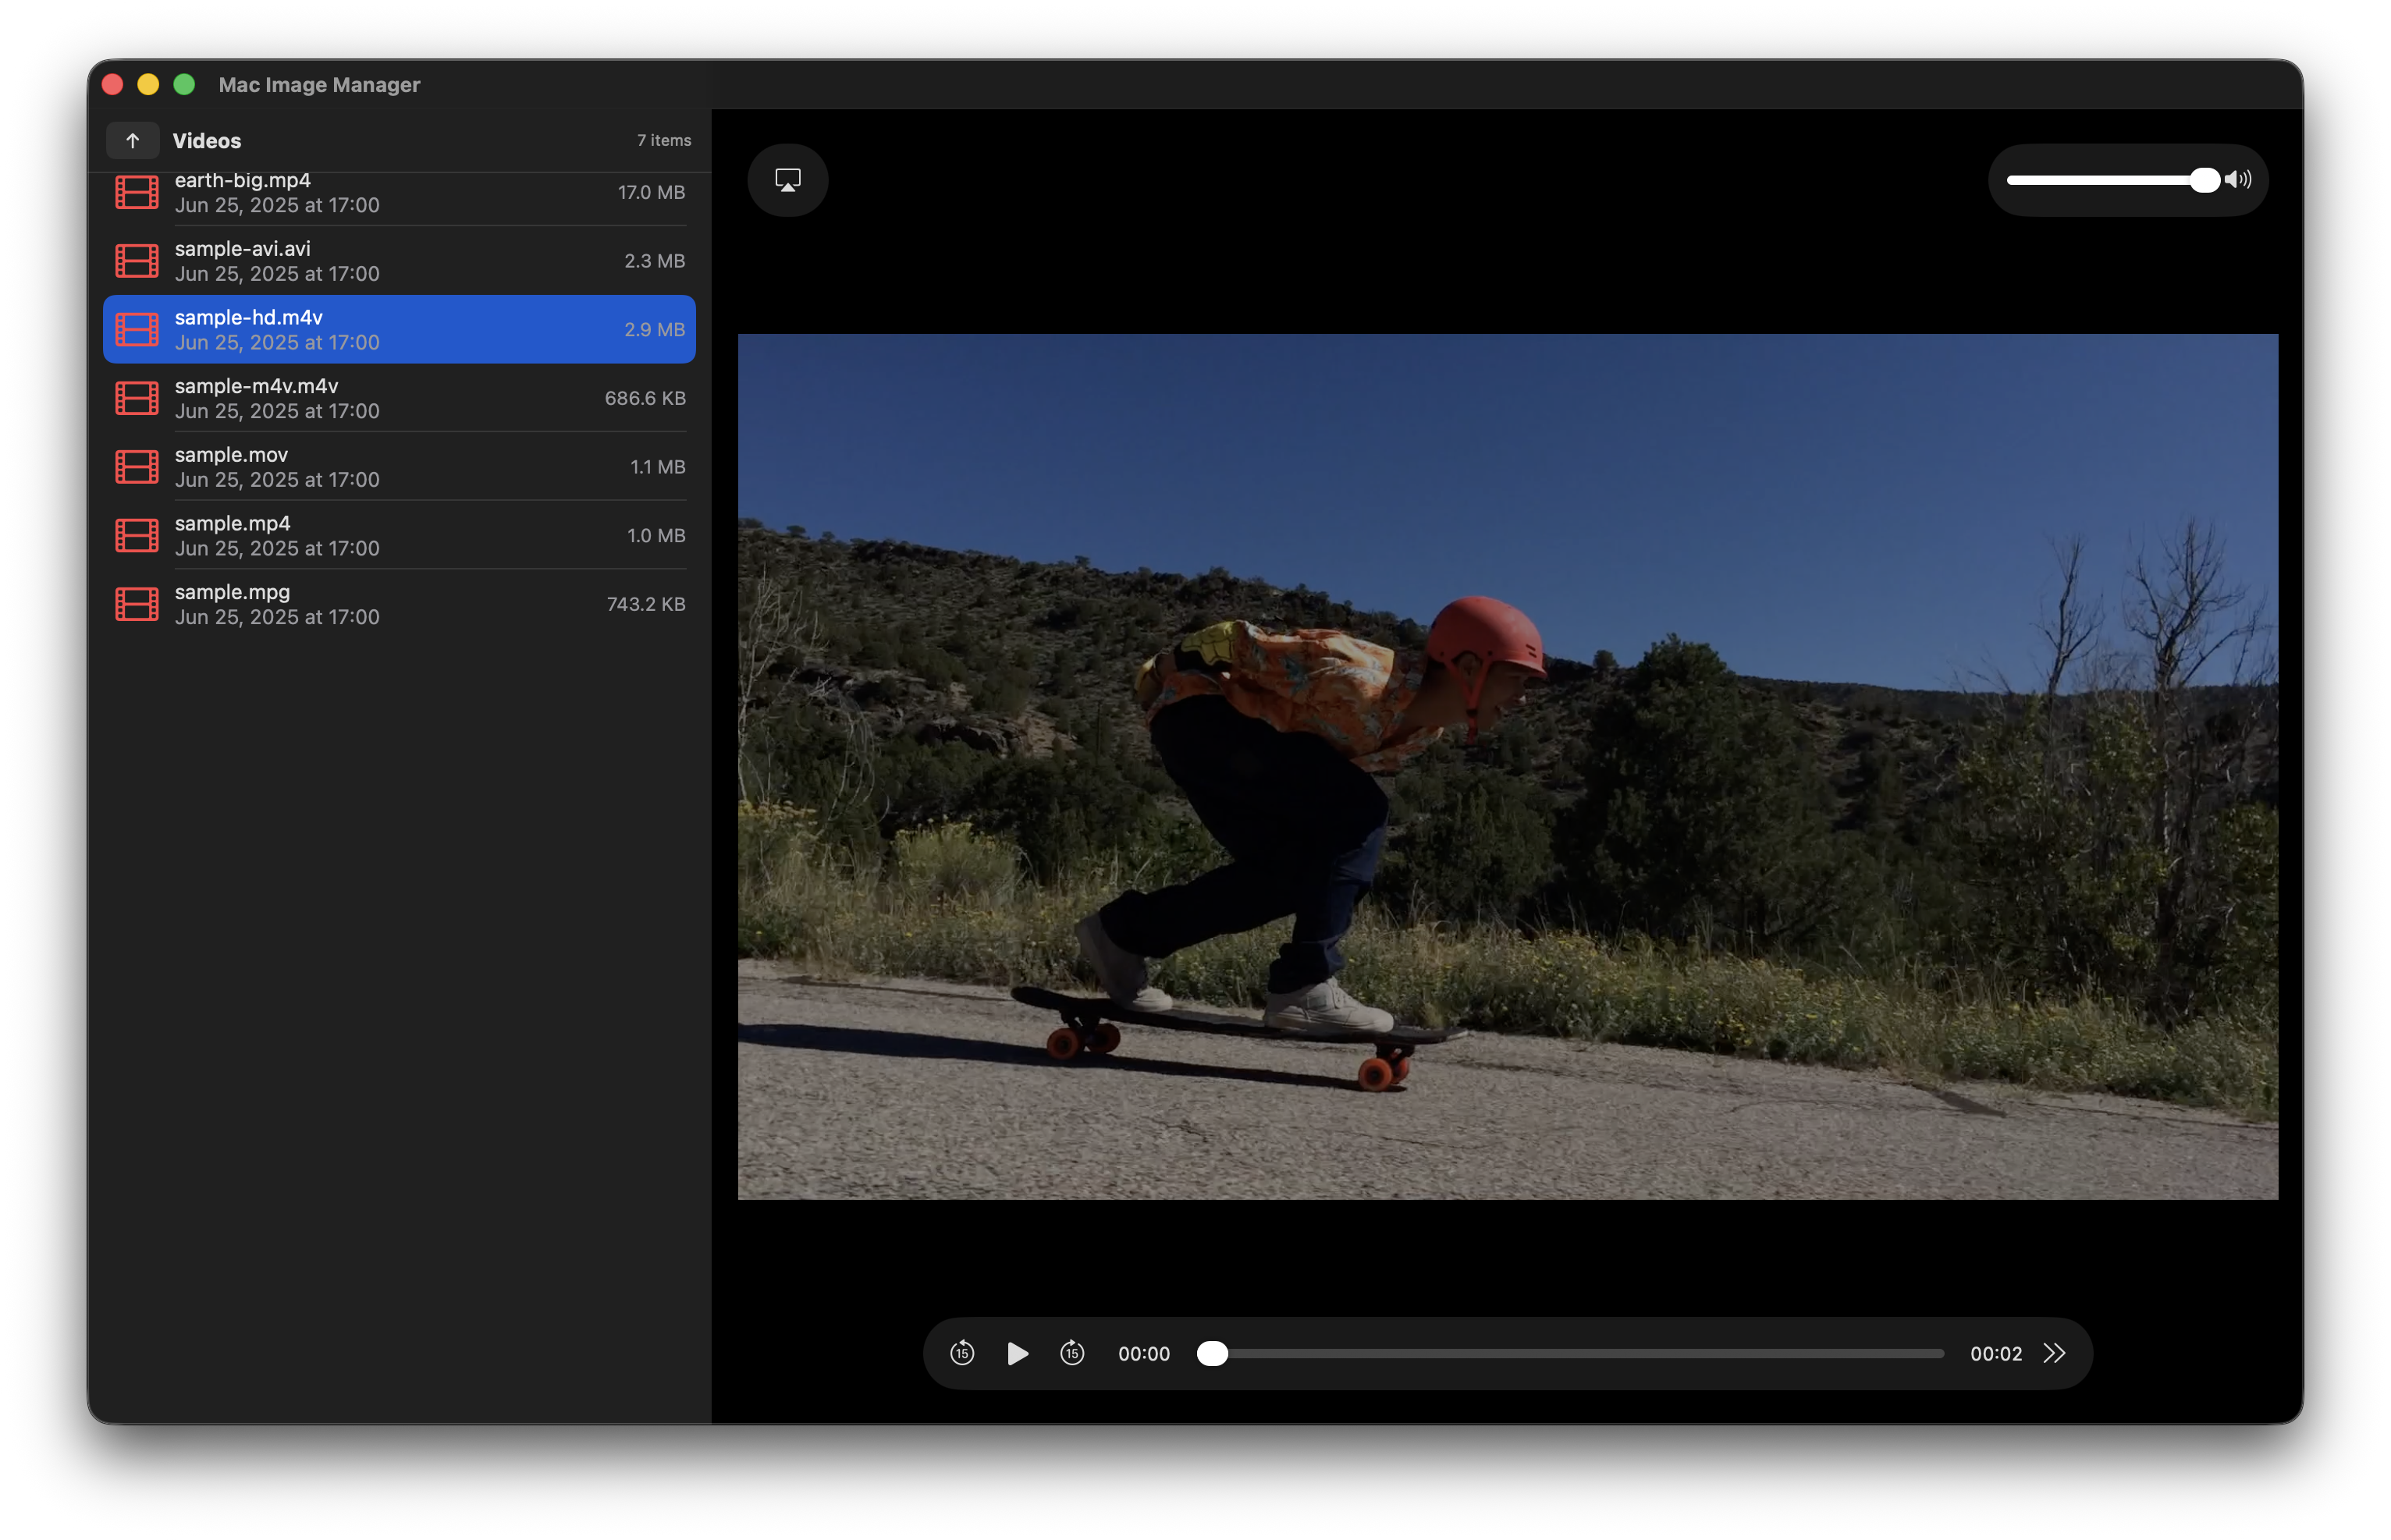 Mac Image Manager
Videos
7 items
earth-big.mp4
Jun 25, 2025 at 17:00
17.0 MB
sample-avi.avi
Jun 25, 2025 at 17:00
2.3 MB
sample-hd.m4v
Jun 25, 2025 at 17:00
2.9 MB
sample-m4v.m4v
Jun 25, 2025 at 17:00
686.6 KB
sample.mov
Jun 25, 2025 at 17:00
1.1 MB
sample.mp4
Jun 25, 2025 at 17:00
1.0 MB
sample.mpg
Jun 25, 2025 at 17:00
743.2 KB
15
15
00:00
00:02